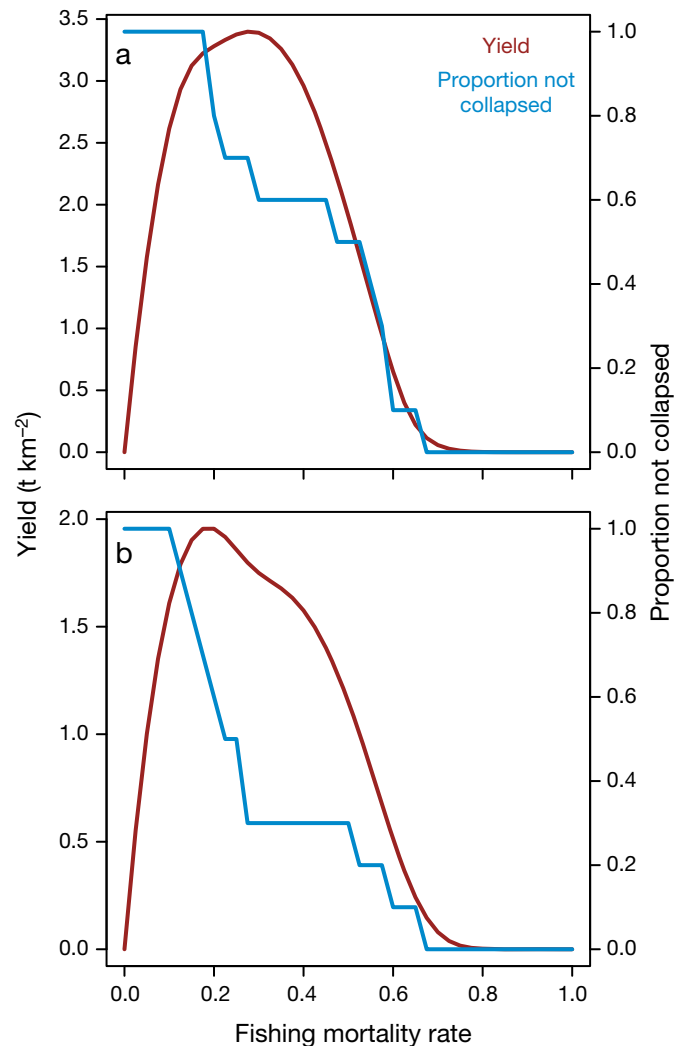 a
Yield
Proportion not
collapsed
3.5
3.0
2.5
2.0
1.5
1.0
0.5
0.0
1.0
0.8
0.6
0.4
0.2
0.0
Yield (t km−2)
Proportion not collapsed
b
2.0
1.5
1.0
0.5
0.0
1.0
0.8
0.6
0.4
0.2
0.0
0.0 0.2 0.4 0.6 0.8 1.0
Fishing mortality rate